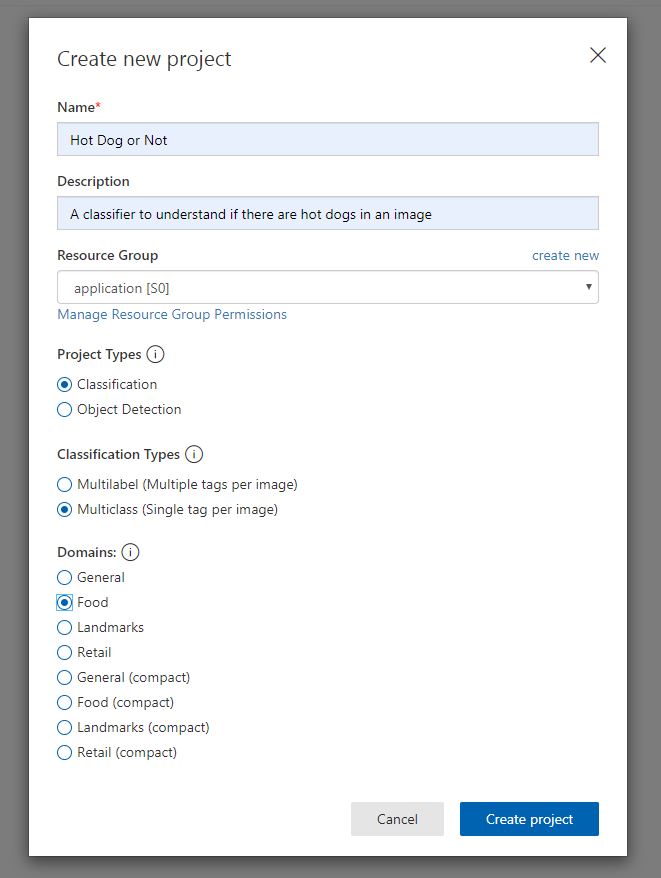 Create new project
Name*
Hot Dog or Not
Description
A classifier to understand if there are hot dogs in an image
Resource Group create new
application [S0]
Manage Resource Group Permissions
Project Types i
Classification
Object Detection
Classification Types i
Multilabel (Multiple tags per image)
Multiclass (Single tag per image)
Domains: i
General
Food
Landmarks
Retail
General (compact)
Food (compact)
Landmarks (compact)
Retail (compact)
Cancel Create project